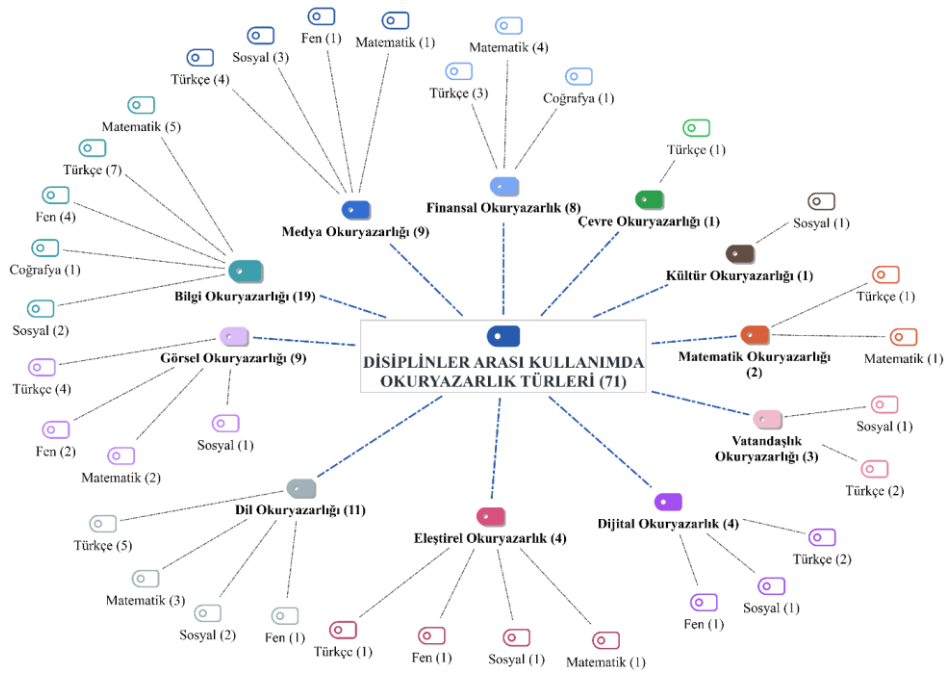 Fen (1)
Matematik (1)
Sosyal (3)
Türkçe (4)
Matematik (4)
Türkçe (3)
Coğrafya (1)
Matematik (5)
Türkçe (7)
Fen (4)
Coğrafya (1)
Sosyal (2)
Türkçe (1)
Sosyal (1)
Medya Okuryazarlığı (9)
Finansal Okuryazarlık (8)
Çevre Okuryazarlığı (1)
Kültür Okuryazarlığı (1)
Bilgi Okuryazarlığı (19)
Türkçe (1)
Matematik (1)
Matematik Okuryazarlığı
(2)
DİSİPLİNLER ARASI KULLANIMDA
OKURYAZARLIK TÜRLERİ (71)
Görsel Okuryazarlığı (9)
Türkçe (4)
Fen (2)
Matematik (2)
Sosyal (1)
Vatandaşlık
Okuryazarlığı (3)
Sosyal (1)
Türkçe (2)
Dil Okuryazarlığı (11)
Türkçe (5)
Matematik (3)
Sosyal (2)
Fen (1)
Eleştirel Okuryazarlık (4)
Türkçe (1)
Fen (1)
Sosyal (1)
Matematik (1)
Dijital Okuryazarlık (4)
Türkçe (2)
Sosyal (1)
Fen (1)